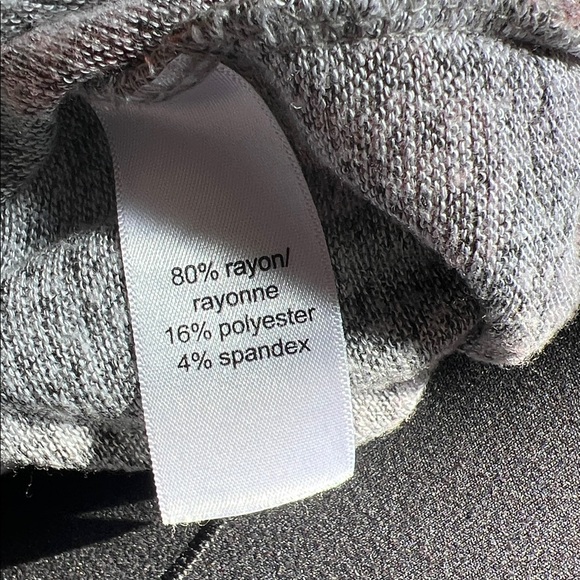 80% rayon/
rayonne
16% polyester
4% spandex